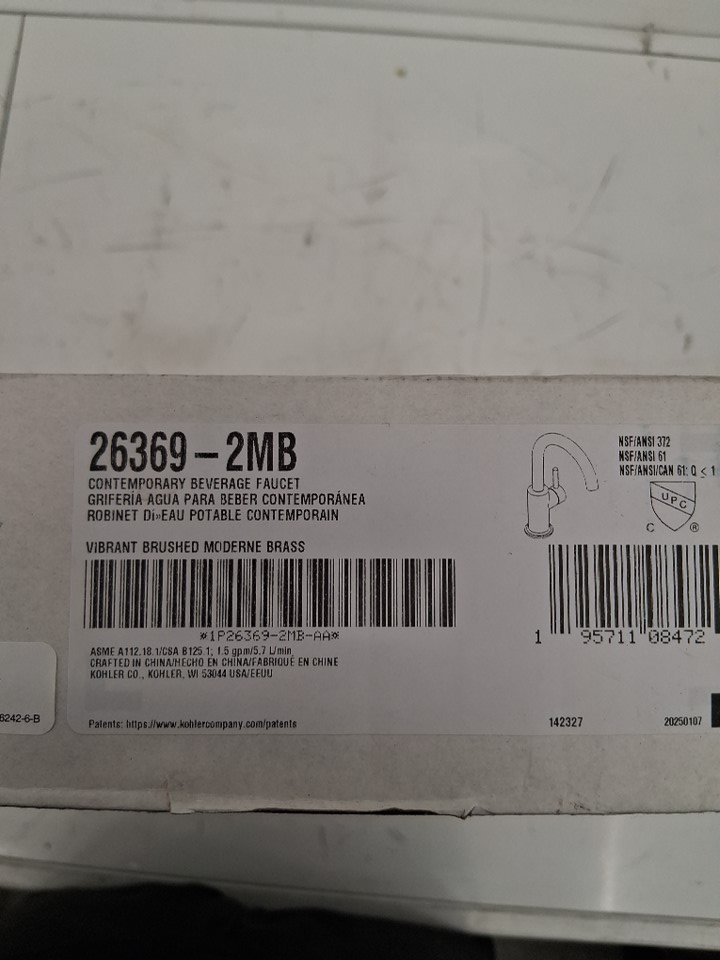 26369-2MB
CONTEMPORARY BEVERAGE FAUCET
GRIFERÍA AGUA PARA BEBER CONTEMPORÁNEA
ROBINET Di»EAU POTABLE CONTEMPORAIN
VIBRANT BRUSHED MODERNE BRASS
*1P26369-2MB-AA*
ASME A112.18.1/CSA B125.1; 1.5 gpm/5.7 L/min
CRAFTED IN CHINA/HECHO EN CHINA/FABRIQUÉ EN CHINE
KOHLER CO., KOHLER, WI 53044 USA/EEUU
Patents: https://www.kohlercompany.com/patents
NSF/ANSI 372
NSF/ANSI 61
NSF/ANSI/CAN 61: Q ≤ 1
UPC
C ®
1 95711 08472
142327 20250107
6242-6-B